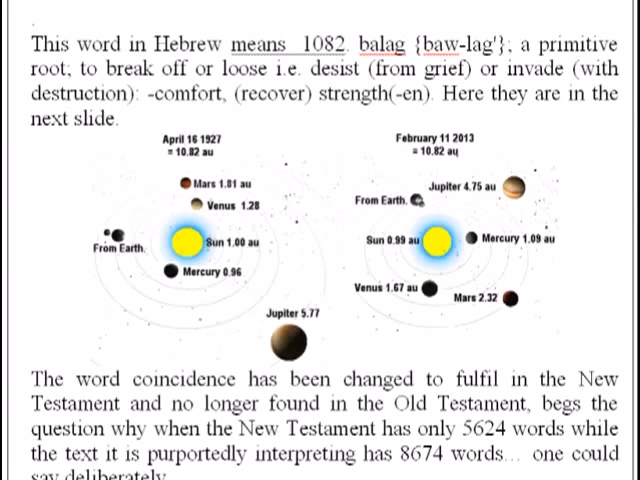 This word in Hebrew means 1082. balag {baw-lag'}; a primitive
root; to break off or loose i.e. desist (from grief) or invade (with
destruction): -comfort, (recover) strength(-en). Here they are in the
next slide.
April 16 1927
= 10.82 au
Mars 1.81 au
Venus 1.28
From Earth.
Sun 1.00 au
Mercury 0.96
Jupiter 5.77
February 11 2013
= 10.82 au
Jupiter 4.75 au
From Earth.
Sun 0.99 au
Mercury 1.09 au
Venus 1.67 au
Mars 2.32
The word coincidence has been changed to fulfil in the New
Testament and no longer found in the Old Testament, begs the
question why when the New Testament has only 5624 words while
the text it is purportedly interpreting has 8674 words... one could
say deliberately